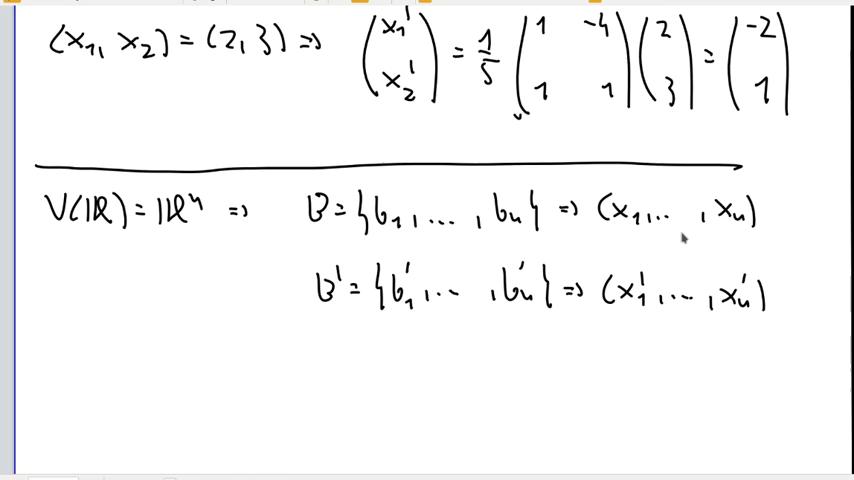 (x₁, x₂) = (2, 3) ⇒ (x₁' x₂') = 1/5 (1 -4 1 1) (2 3) = (-2 1)
V(ℝ) = ℝⁿ ⇒ B = {b₁, ..., bₙ} ⇒ (x₁, ..., xₙ)
B' = {b₁', ..., bₙ'} ⇒ (x₁', ..., xₙ')